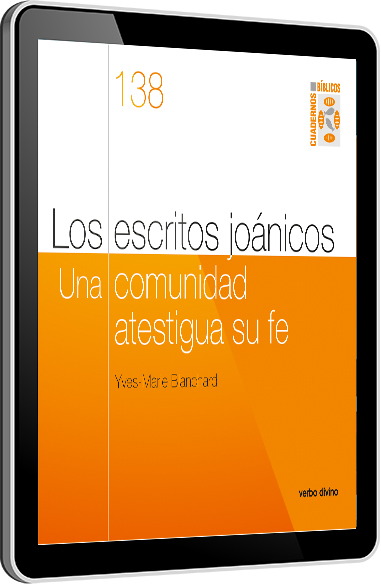 138
CUADERNOS
BÍBLICOS
Los escritos joánicos
Una comunidad
atestigua su fe
Yves-Marie Blanchard
verbo divino